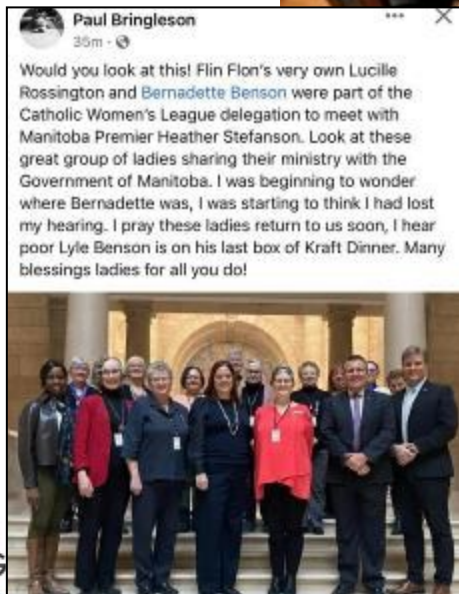 Paul Bringleson
35m ·
Would you look at this! Flin Flon's very own Lucille
Rossington and Bernadette Benson were part of the
Catholic Women's League delegation to meet with
Manitoba Premier Heather Stefanson. Look at these
great group of ladies sharing their ministry with the
Government of Manitoba. I was beginning to wonder
where Bernadette was, I was starting to think I had lost
my hearing. I pray these ladies return to us soon, I hear
poor Lyle Benson is on his last box of Kraft Dinner. Many
blessings ladies for all you do!